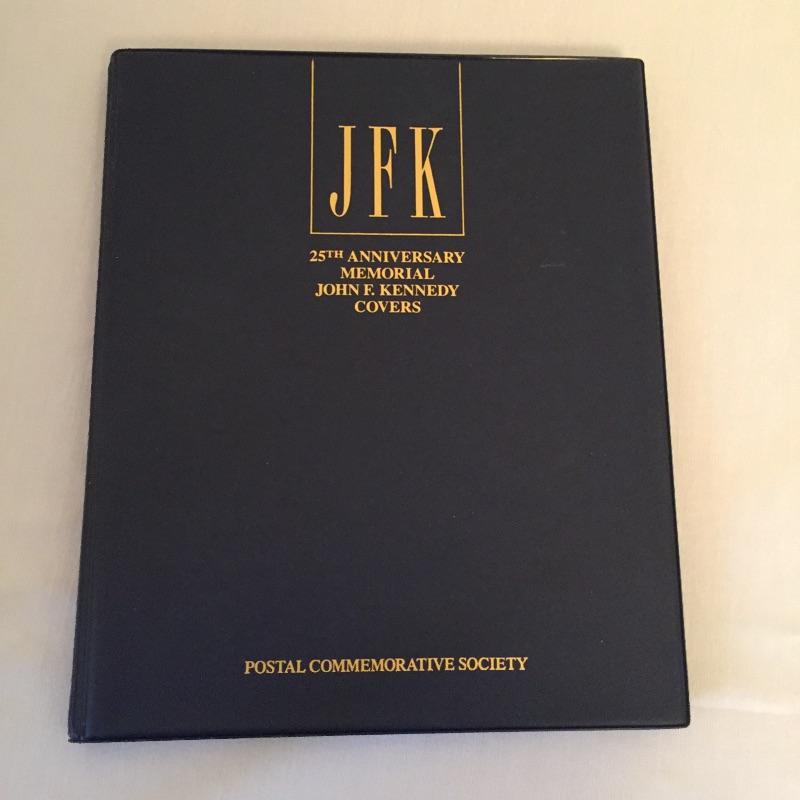 JFK
25TH ANNIVERSARY
MEMORIAL
JOHN F. KENNEDY
COVERS
POSTAL COMMEMORATIVE SOCIETY